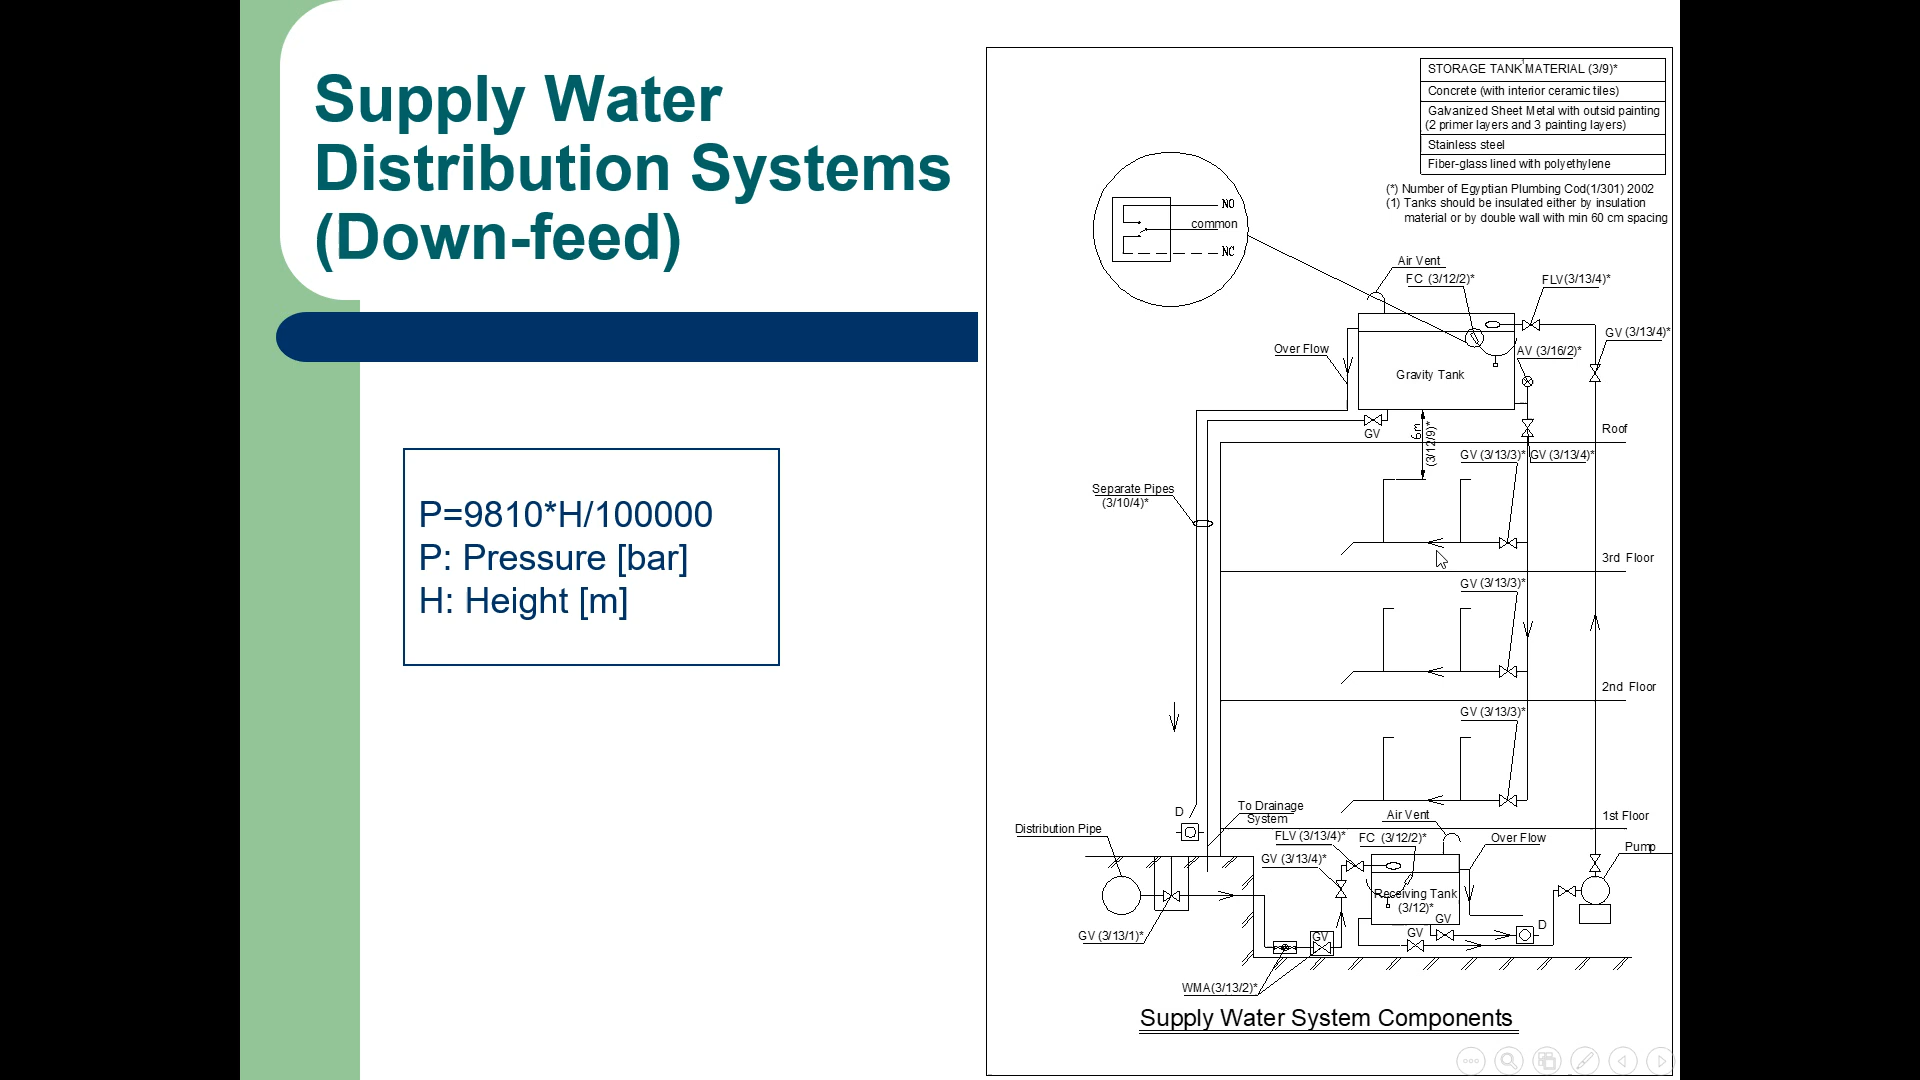 Supply Water
Distribution Systems
(Down-feed)
P=9810*H/100000
P: Pressure [bar]
H: Height [m]
STORAGE TANK MATERIAL (3/9)*
Concrete (with interior ceramic tiles)
Galvanized Sheet Metal with outsid painting
(2 primer layers and 3 painting layers)
Stainless steel
Fiber-glass lined with polyethylene
(*) Number of Egyptian Plumbing Cod(1/301) 2002
(1) Tanks should be insulated either by insulation
material or by double wall with min 60 cm spacing
NO
common
NC
Air Vent
FC (3/12/2)*
FLV(3/13/4)*
GV (3/13/4)*
Over Flow
AV (3/16/2)*
Gravity Tank
GV
6m
(3/12/9)*
Roof
GV (3/13/3)*
GV (3/13/4)*
Separate Pipes
(3/10/4)*
3rd Floor
GV (3/13/3)*
2nd Floor
GV (3/13/3)*
D
To Drainage
System
Air Vent
1st Floor
Distribution Pipe
FLV (3/13/4)*
FC (3/12/2)*
Over Flow
Pump
GV (3/13/4)*
Receiving Tank
(3/12)*
GV
GV (3/13/1)*
GV
GV
D
WMA(3/13/2)*
Supply Water System Components